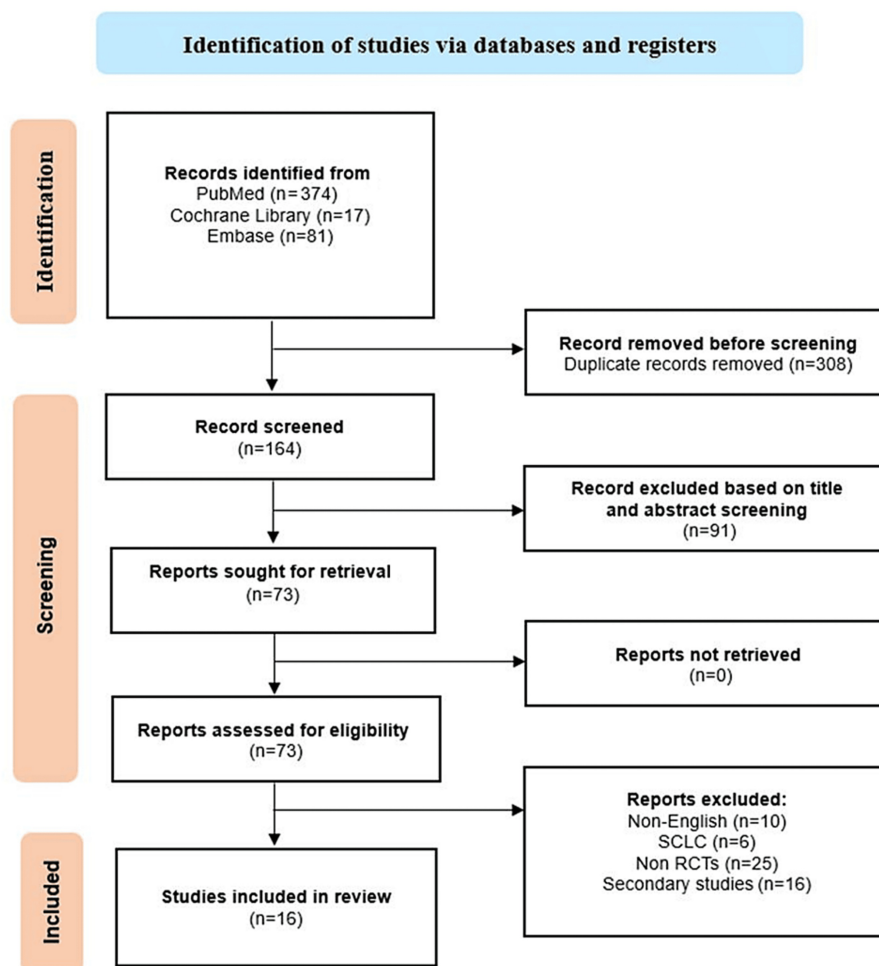 Identification of studies via databases and registers
Identification
Records identified from
PubMed (n=374)
Cochrane Library (n=17)
Embase (n=81)
Record removed before screening
Duplicate records removed (n=308)
Screening
Record screened
(n=164)
Record excluded based on title
and abstract screening
(n=91)
Reports sought for retrieval
(n=73)
Reports not retrieved
(n=0)
Reports assessed for eligibility
(n=73)
Reports excluded:
Non-English (n=10)
SCLC (n=6)
Non RCTs (n=25)
Secondary studies (n=16)
Included
Studies included in review
(n=16)